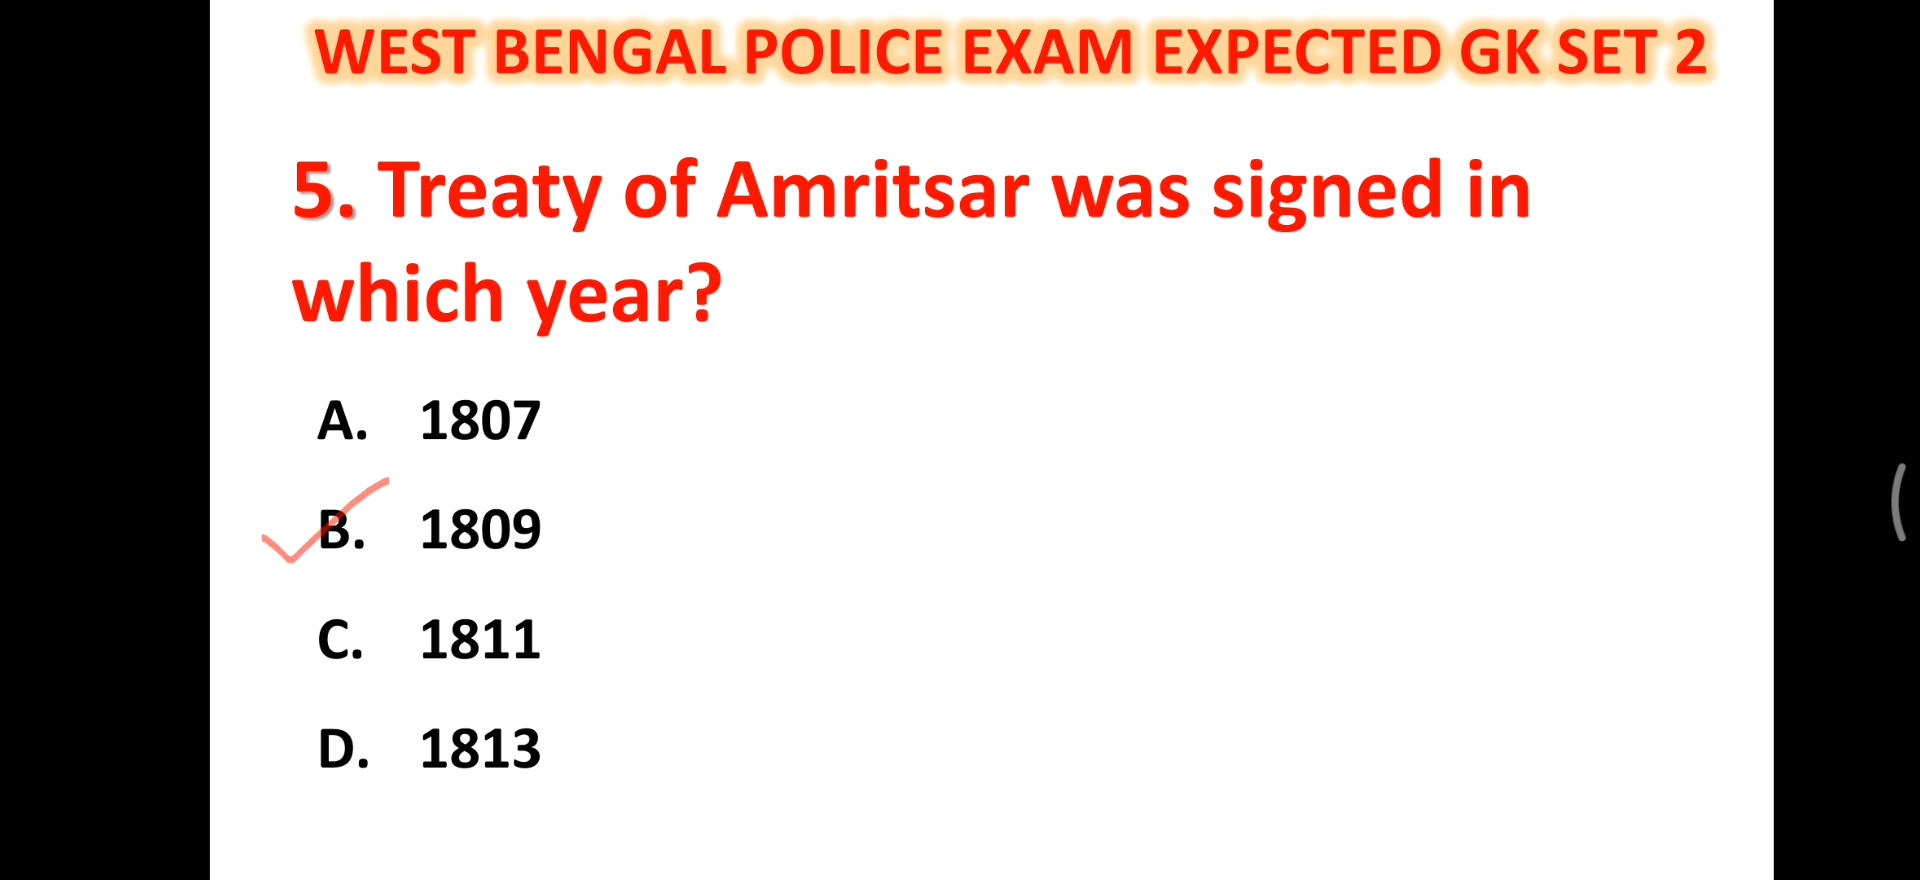 WEST BENGAL POLICE EXAM EXPECTED GK SET 2
5. Treaty of Amritsar was signed in
which year?
A. 1807
B. 1809
C. 1811
D. 1813